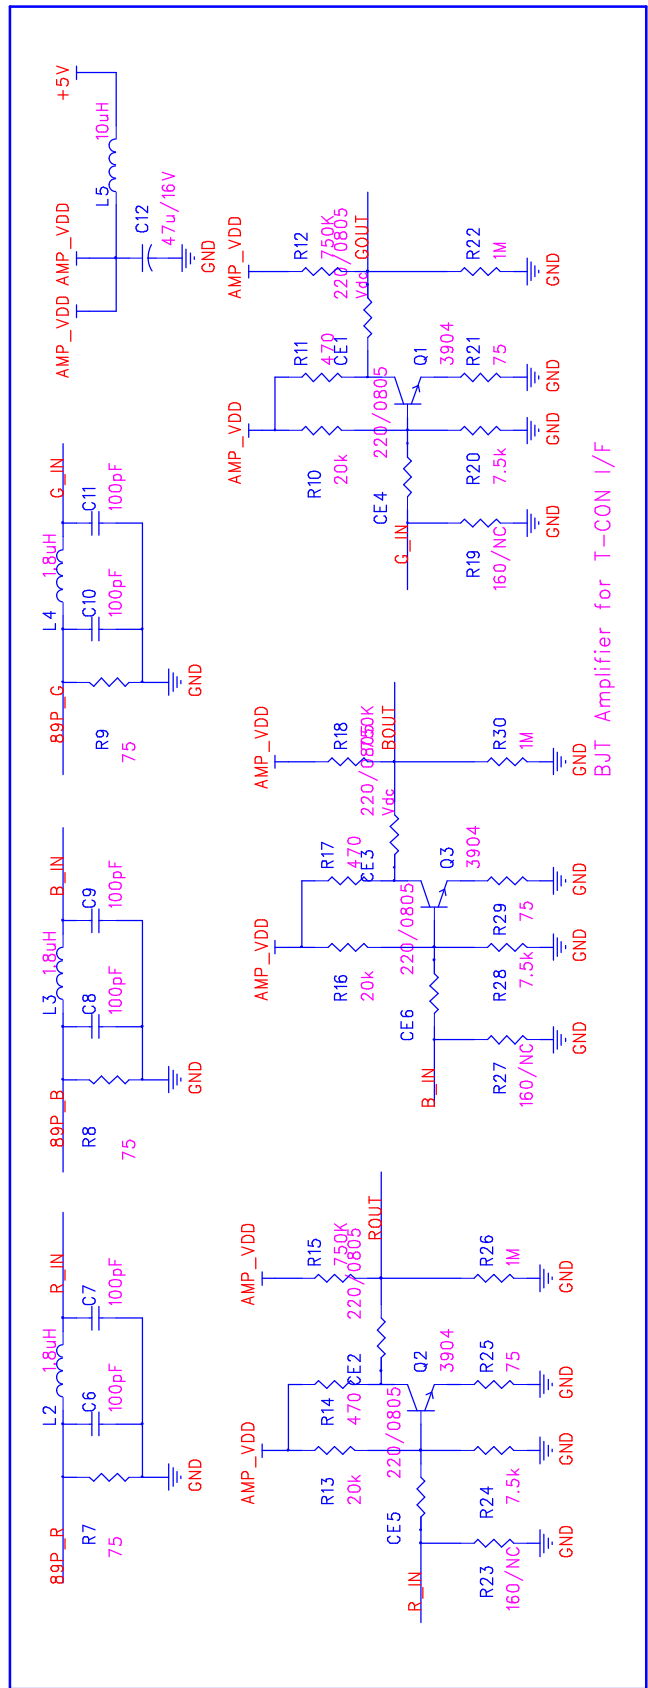 +5V
10uH
L5
AMP_VDD
AMP_VDD
C12
47u/16V
GND
G_IN
C11
100pF
1.8uH
L4
C10
100pF
89P_G
R9
75
GND
B_IN
C9
100pF
1.8uH
L3
C8
100pF
89P_B
R8
75
GND
R_IN
C7
100pF
1.8uH
L2
C6
100pF
89P_R
R7
75
GND
AMP_VDD
R12
750K
220/0805
Vdc
GOUT
R22
1M
GND
R11
470
CE1
Q1
3904
R21
75
GND
AMP_VDD
R10
20k
220/0805
CE4
R20
7.5k
GND
G_IN
R19
160/NC
GND
BJT Amplifier for T-CON I/F
AMP_VDD
R18
750K
220/0805
Vdc
BOUT
R30
1M
GND
R17
470
CE3
Q3
3904
R29
75
GND
AMP_VDD
R16
20k
220/0805
CE6
R28
7.5k
GND
B_IN
R27
160/NC
GND
AMP_VDD
R15
750K
220/0805
ROUT
R26
1M
GND
R14
470
CE2
Q2
3904
R25
75
GND
AMP_VDD
R13
20k
220/0805
CE5
R24
7.5k
GND
R_IN
R23
160/NC
GND